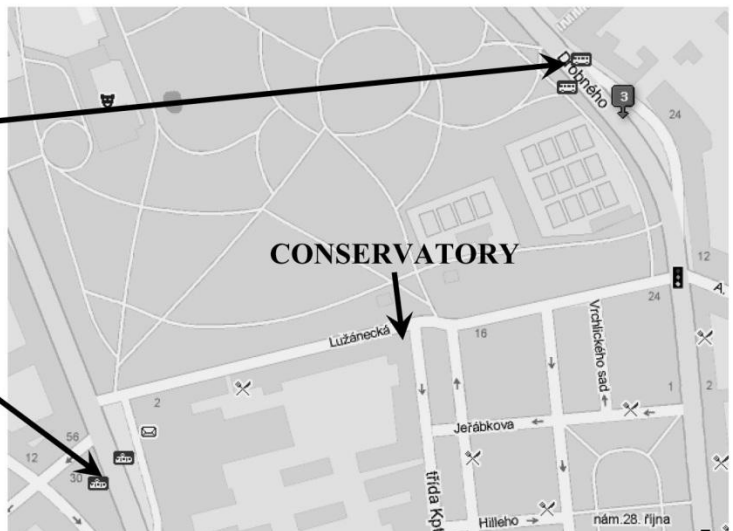 Drobného
3
24
CONSERVATORY
12
24
Lužánecká
16
Vrchlického sad
2
1
2
Jeřábkova
56
12
30
třída Kpt
Hilleho
nám.28. října